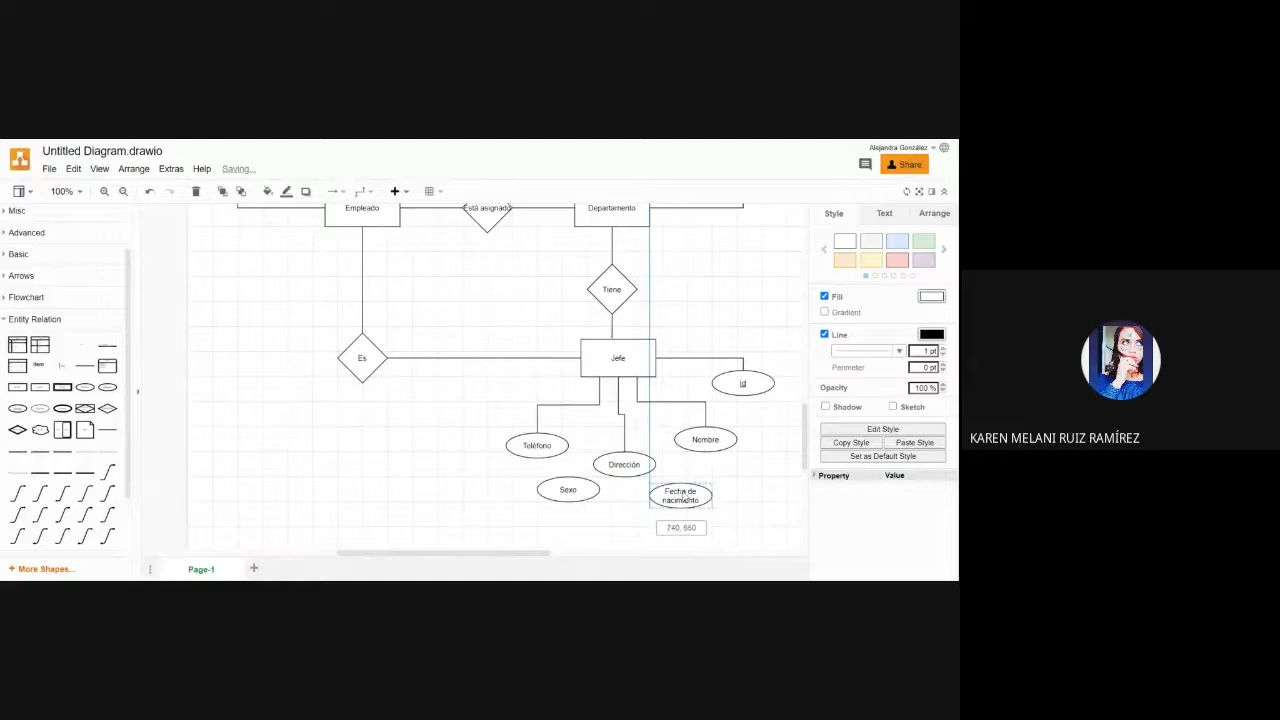 Untitled Diagram.drawio
Alejandra González
File Edit View Arrange Extras Help Saving...
Share
100%
Misc
Advanced
Basic
Arrows
Flowchart
Entity Relation
Item
+ More Shapes...
Empleado
Está asignado
Departamento
Tiene
Es
Jefe
Id
Teléfono
Nombre
Dirección
Sexo
Fecha de
nacimiento
740, 650
Page-1
Style Text Arrange
Fill
Gradient
Line
1 pt
Perimeter
0 pt
Opacity
100 %
Shadow
Sketch
Edit Style
Copy Style
Paste Style
Set as Default Style
Property
Value
KAREN MELANI RUIZ RAMÍREZ